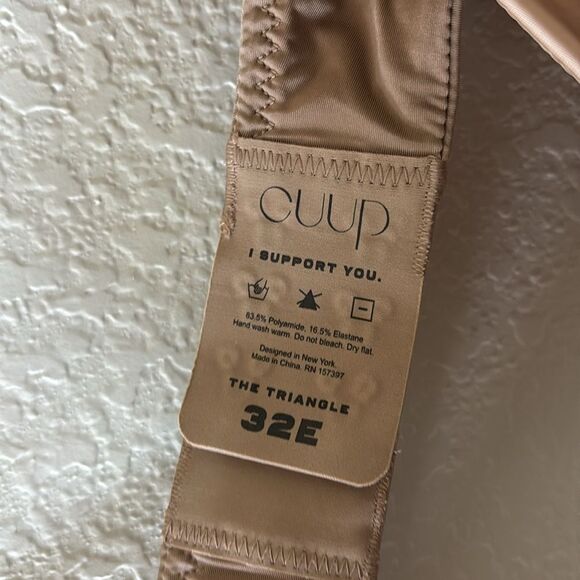 CUUP
I SUPPORT YOU.
83.5% Polyamide, 16.5% Elastane
Hand wash warm. Do not bleach. Dry flat.
Designed in New York
Made in China. RN 157397
THE TRIANGLE
32E